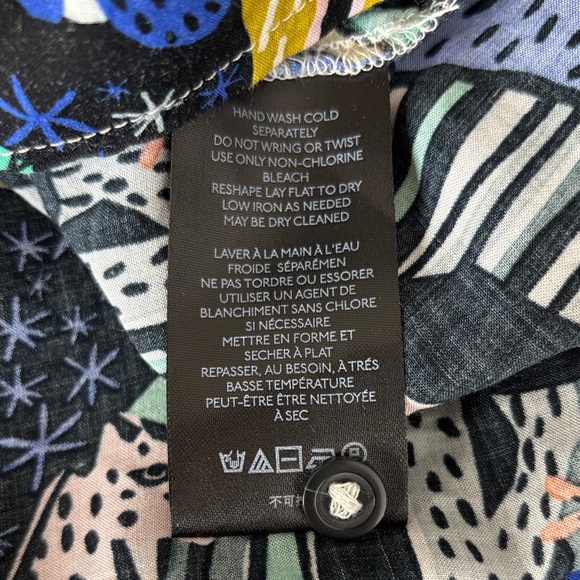 HAND WASH COLD
SEPARATELY
DO NOT WRING OR TWIST
USE ONLY NON-CHLORINE
BLEACH
RESHAPE LAY FLAT TO DRY
LOW IRON AS NEEDED
MAY BE DRY CLEANED
LAVER À LA MAIN À L'EAU
FROIDE SÉPARÉMEN
NE PAS TORDRE OU ESSORER
UTILISER UN AGENT DE
BLANCHIMENT SANS CHLORE
SI NÉCESSAIRE
METTRE EN FORME ET
SECHER À PLAT
REPASSER, AU BESOIN, À TRÉS
BASSE TEMPÉRATURE
PEUT-ÊTRE ÊTRE NETTOYÉE
À SEC
不可